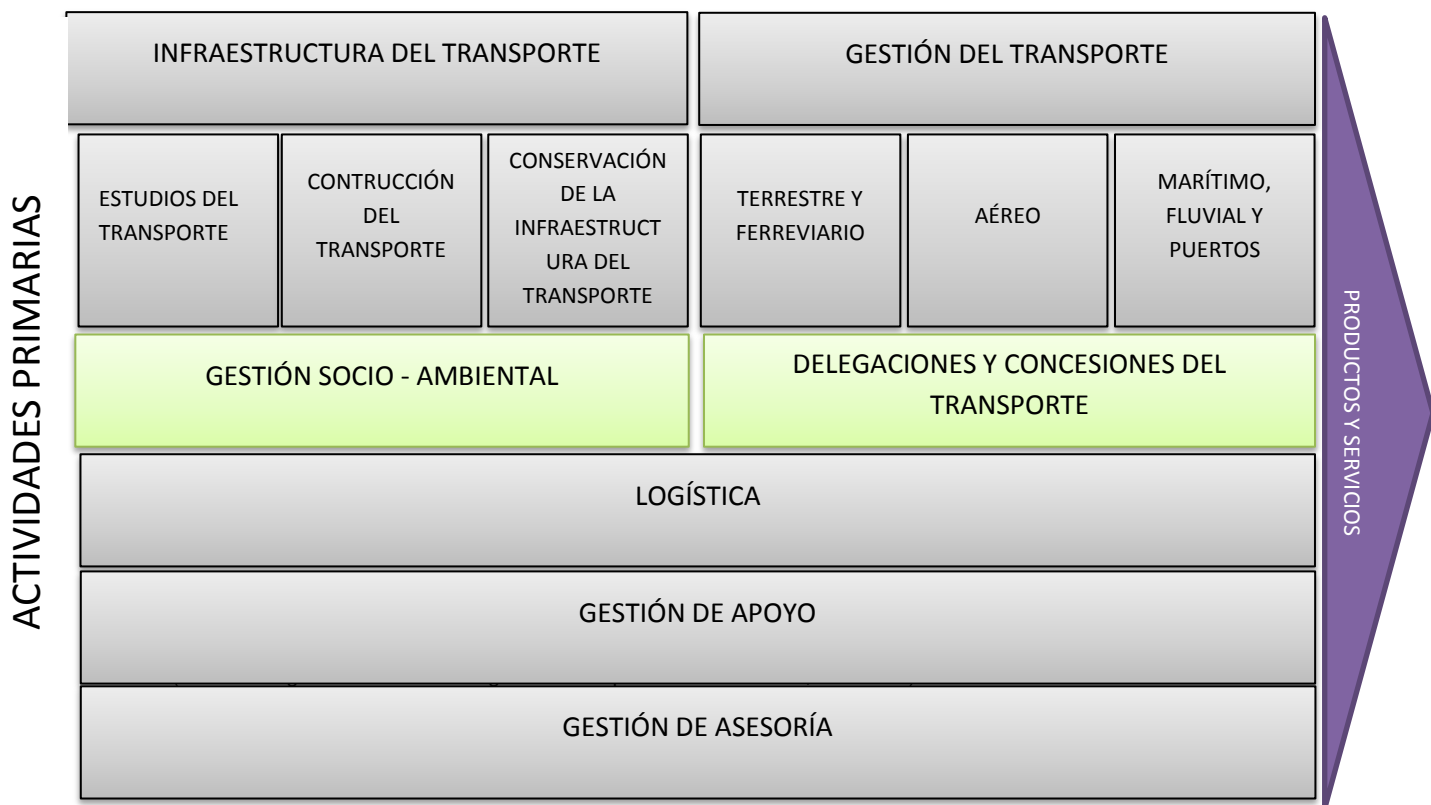 INFRAESTRUCTURA DEL TRANSPORTE
GESTIÓN DEL TRANSPORTE
ACTIVIDADES PRIMARIAS
ESTUDIOS DEL
TRANSPORTE
CONTRUCCIÓN
DEL
TRANSPORTE
CONSERVACIÓN
DE LA
INFRAESTRUCT
URA DEL
TRANSPORTE
TERRESTRE Y
FERREVIARIO
AÉREO
MARÍTIMO,
FLUVIAL Y
PUERTOS
GESTIÓN SOCIO - AMBIENTAL
DELEGACIONES Y CONCESIONES DEL
TRANSPORTE
LOGÍSTICA
GESTIÓN DE APOYO
GESTIÓN DE ASESORÍA
PRODUCTOS Y SERVICIOS